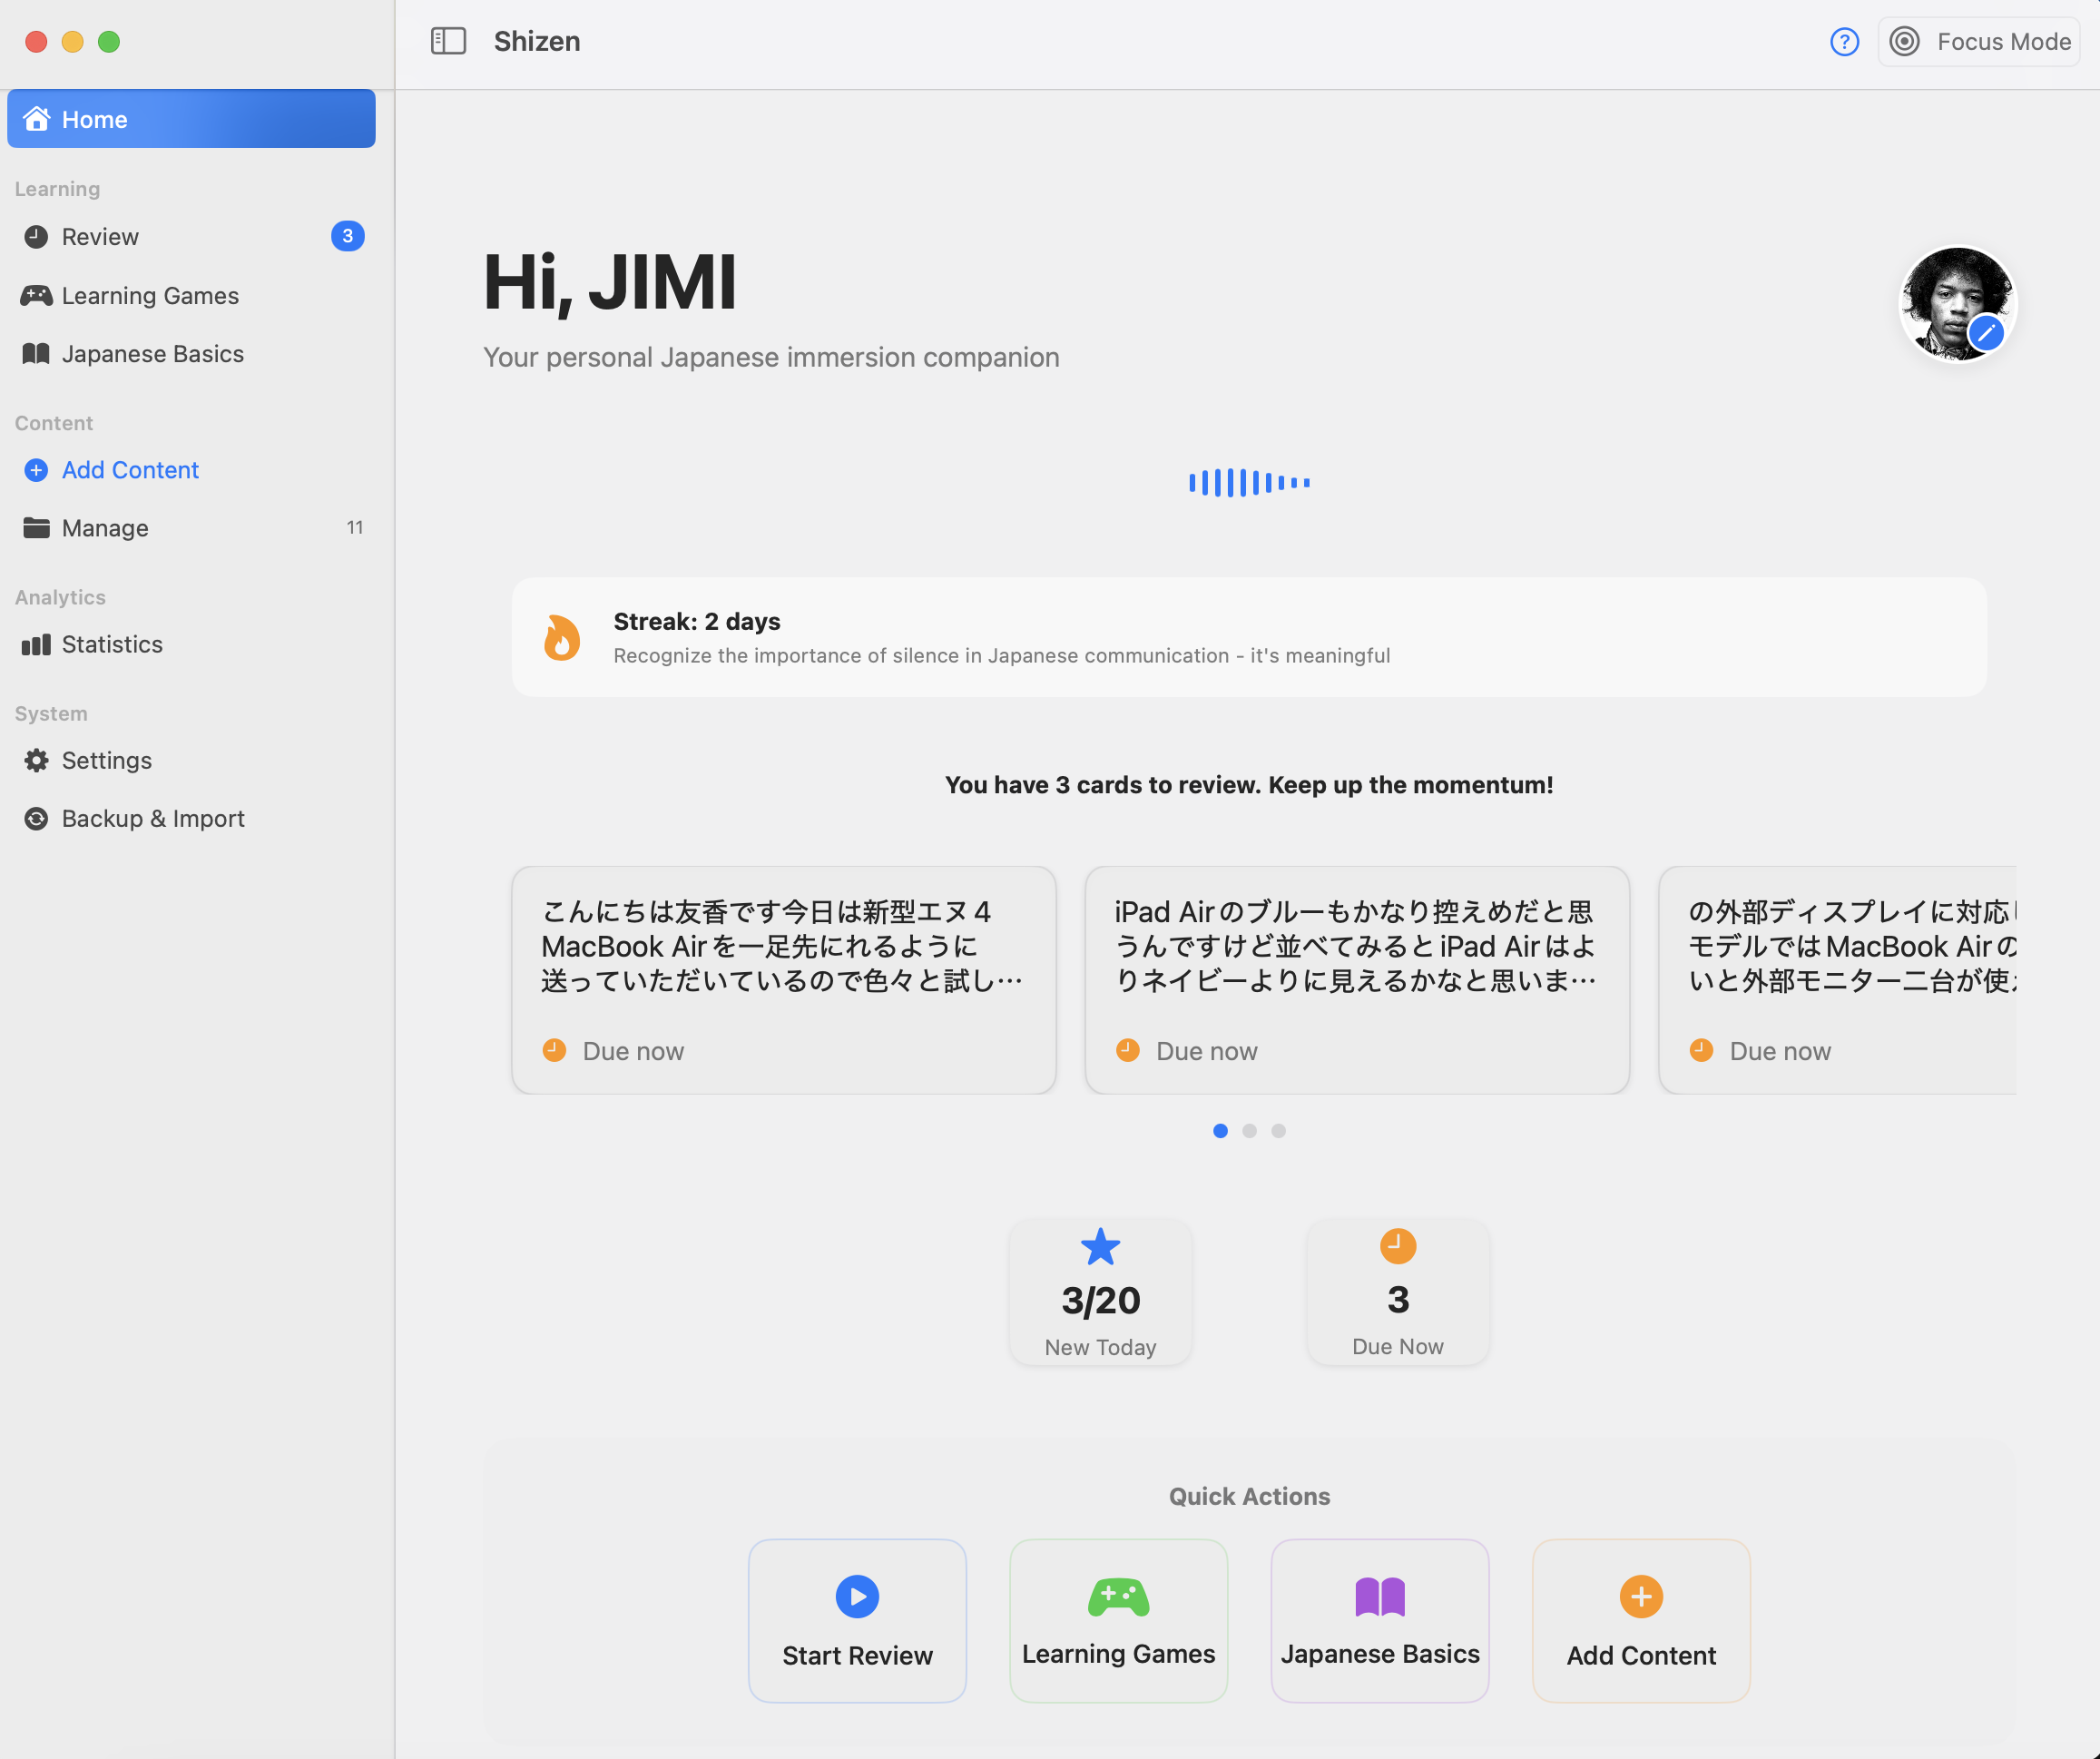 Shizen
Focus Mode
Home
Learning
Review
3
Learning Games
Japanese Basics
Content
Add Content
Manage
11
Analytics
Statistics
System
Settings
Backup & Import
Hi, JIMI
Your personal Japanese immersion companion
Streak: 2 days
Recognize the importance of silence in Japanese communication - it's meaningful
You have 3 cards to review. Keep up the momentum!
こんにちは友香です今日は新型エヌ４
MacBook Airを一足先にれるように
送っていただいているので色々と試し…
Due now
iPad Airのブルーもかなり控えめだと思
うんですけど並べてみるとiPad Airはよ
りネイビーよりに見えるかなと思いま…
Due now
の外部ディスプレイに対応
モデルではMacBook Airの
いと外部モニター二台が使
Due now
3/20
New Today
3
Due Now
Quick Actions
Start Review
Learning Games
Japanese Basics
Add Content